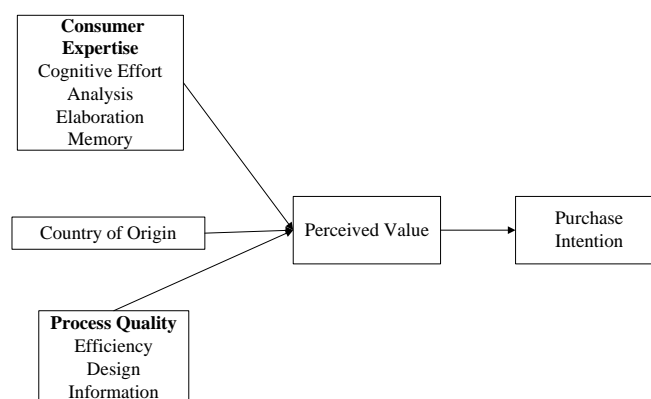 Consumer
Expertise
Cognitive Effort
Analysis
Elaboration
Memory
Country of Origin
Perceived Value
Purchase
Intention
Process Quality
Efficiency
Design
Information